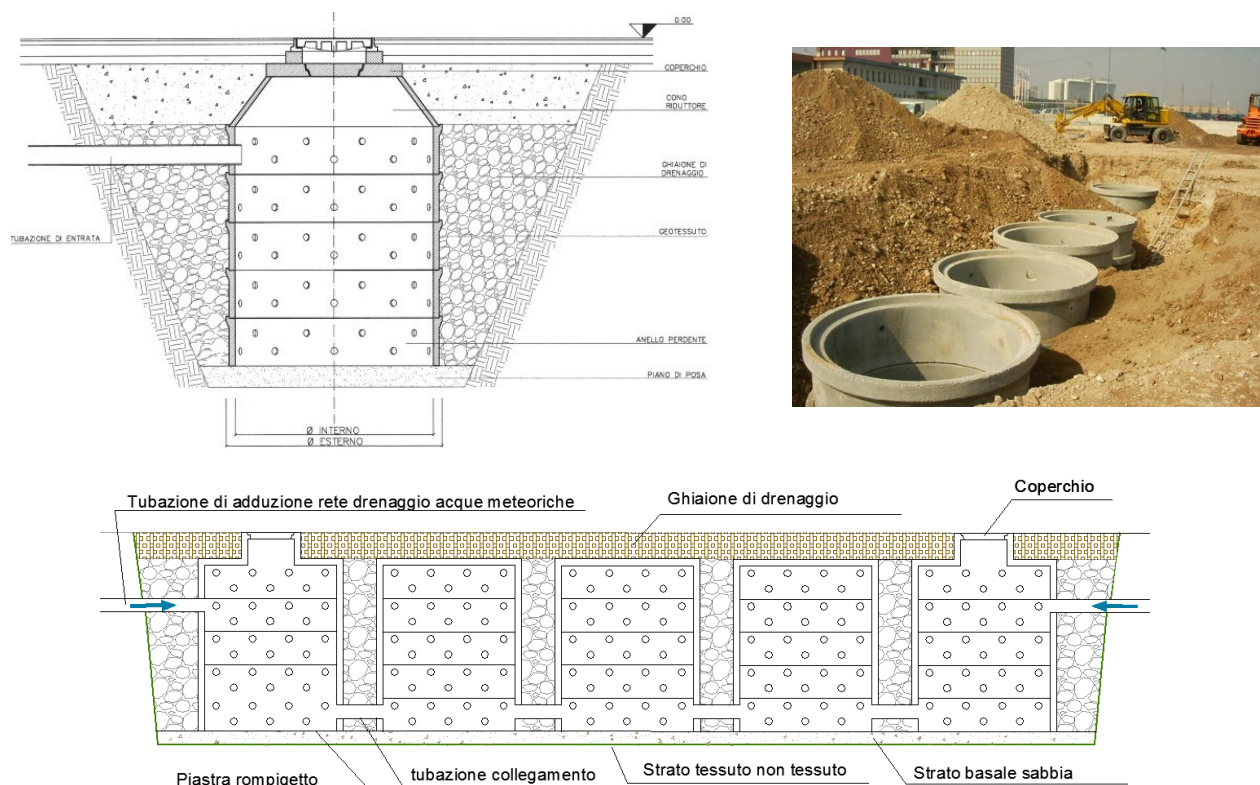 0.00
COPERCHIO
CONO
RIDUTTORE
GHIAIONE DI
DRENAGGIO
TUBAZIONE DI ENTRATA
GEOTESSUTO
ANELLO PERDENTE
PIANO DI POSA
Ø INTERNO
Ø ESTERNO
Tubazione di adduzione rete drenaggio acque meteoriche
Ghiaione di drenaggio
Coperchio
Piastra rompigetto
tubazione collegamento
Strato tessuto non tessuto
Strato basale sabbia